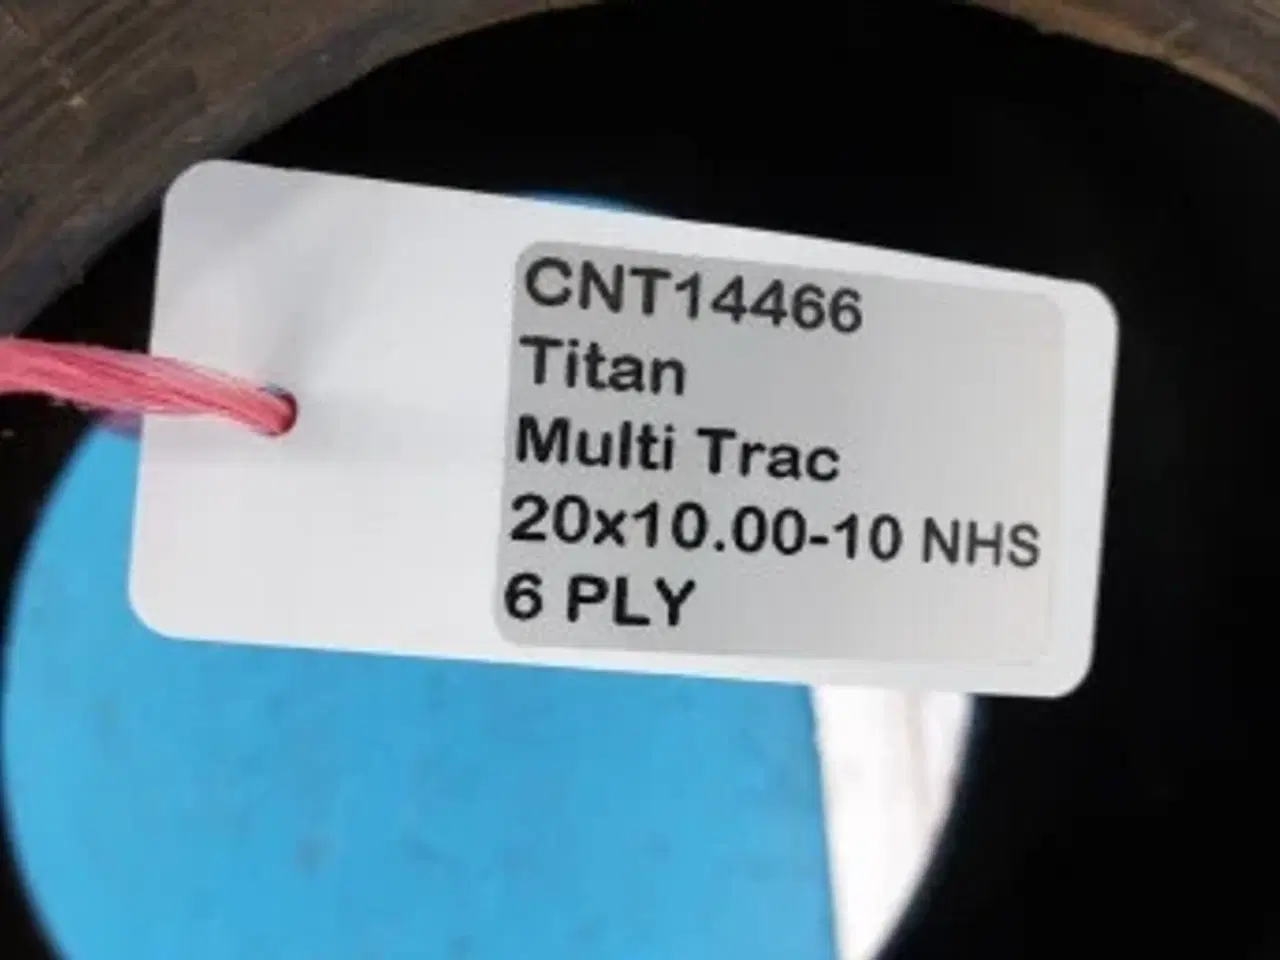 CNT14466
Titan
Multi Trac
20x10.00-10 NHS
6 PLY